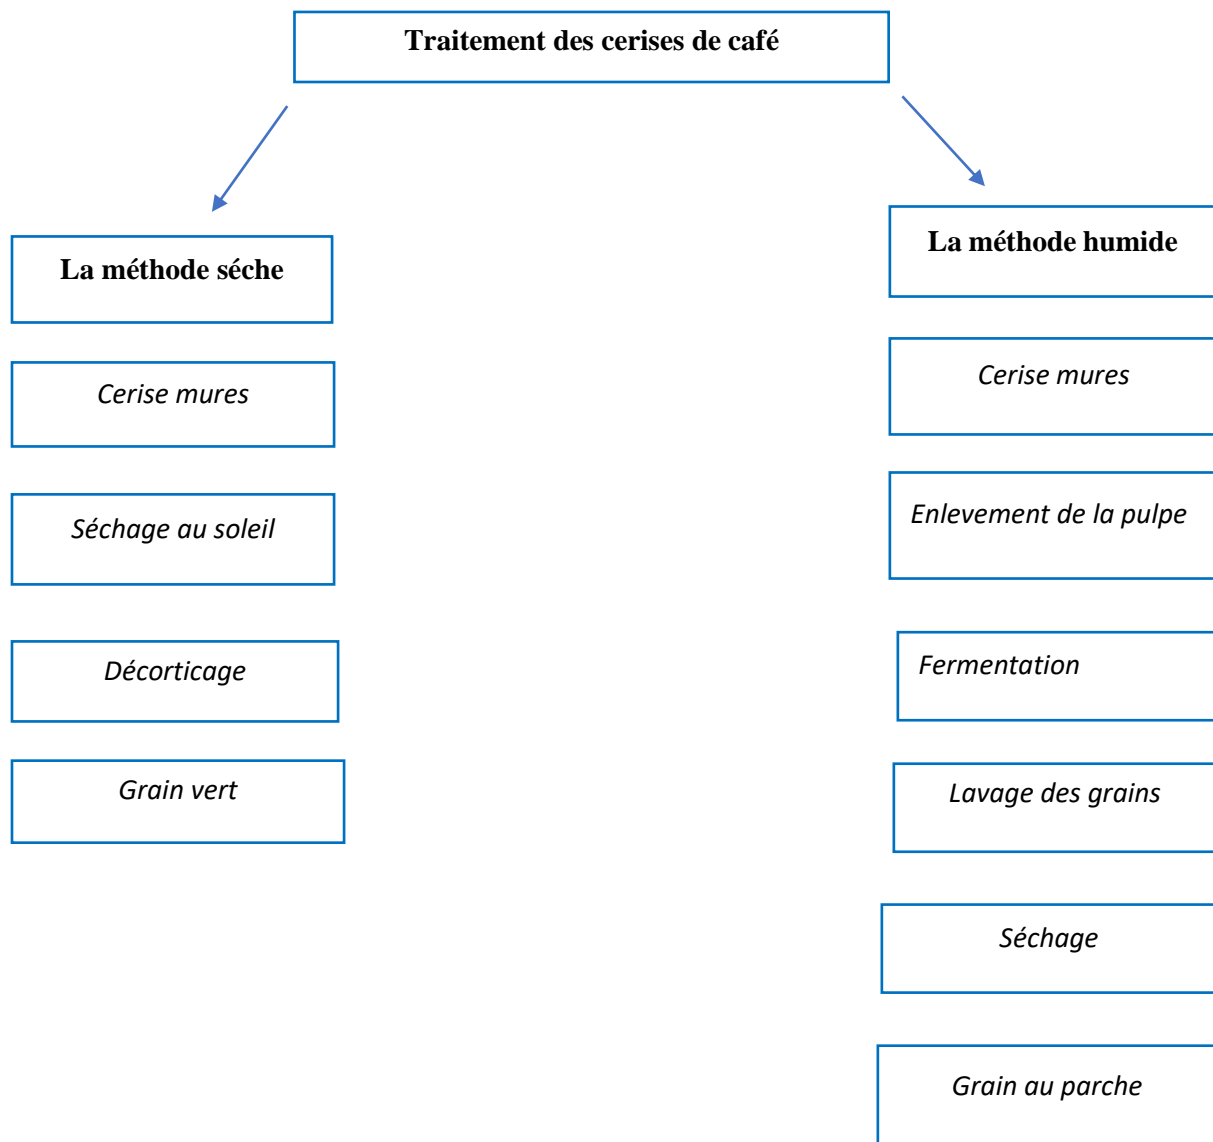 Traitement des cerises de café
La méthode séche
Cerise mures
Séchage au soleil
Décorticage
Grain vert
La méthode humide
Cerise mures
Enlevement de la pulpe
Fermentation
Lavage des grains
Séchage
Grain au parche